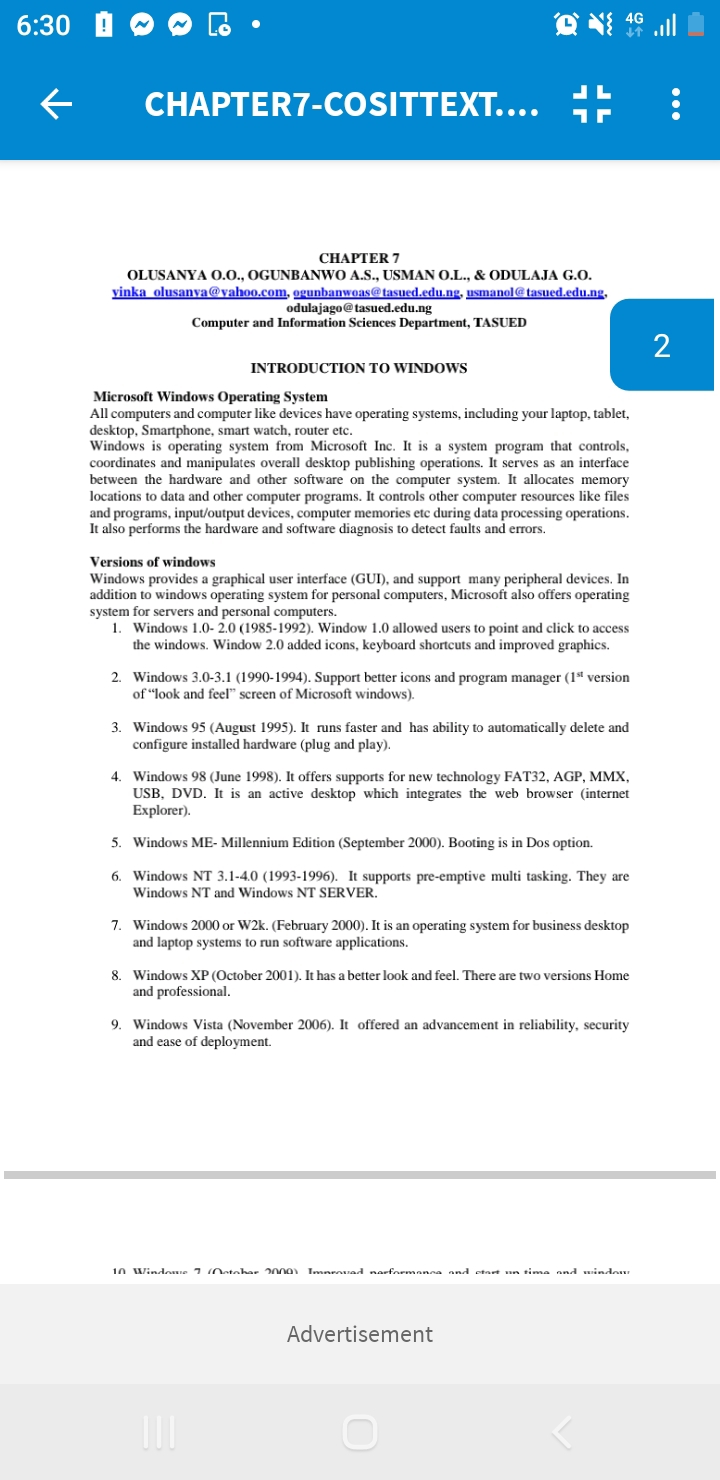 6:30
4G
CHAPTER7-COSITTEXT....
2
CHAPTER 7
OLUSANYA O.O., OGUNBANWO A.S., USMAN O.L., & ODULAJA G.O.
yinka_olusanya@yahoo.com, ogunbanwoas@tasued.edu.ng, usmanol@tasued.edu.ng,
odulajago@tasued.edu.ng
Computer and Information Sciences Department, TASUED
INTRODUCTION TO WINDOWS
Microsoft Windows Operating System
All computers and computer like devices have operating systems, including your laptop, tablet,
desktop, Smartphone, smart watch, router etc.
Windows is operating system from Microsoft Inc. It is a system program that controls,
coordinates and manipulates overall desktop publishing operations. It serves as an interface
between the hardware and other software on the computer system. It allocates memory
locations to data and other computer programs. It controls other computer resources like files
and programs, input/output devices, computer memories etc during data processing operations.
It also performs the hardware and software diagnosis to detect faults and errors.
Versions of windows
Windows provides a graphical user interface (GUI), and support many peripheral devices. In
addition to windows operating system for personal computers, Microsoft also offers operating
system for servers and personal computers.
1. Windows 1.0- 2.0 (1985-1992). Window 1.0 allowed users to point and click to access
the windows. Window 2.0 added icons, keyboard shortcuts and improved graphics.
2. Windows 3.0-3.1 (1990-1994). Support better icons and program manager (1st version
of “look and feel” screen of Microsoft windows).
3. Windows 95 (August 1995). It runs faster and has ability to automatically delete and
configure installed hardware (plug and play).
4. Windows 98 (June 1998). It offers supports for new technology FAT32, AGP, MMX,
USB, DVD. It is an active desktop which integrates the web browser (internet
Explorer).
5. Windows ME- Millennium Edition (September 2000). Booting is in Dos option.
6. Windows NT 3.1-4.0 (1993-1996). It supports pre-emptive multi tasking. They are
Windows NT and Windows NT SERVER.
7. Windows 2000 or W2k. (February 2000). It is an operating system for business desktop
and laptop systems to run software applications.
8. Windows XP (October 2001). It has a better look and feel. There are two versions Home
and professional.
9. Windows Vista (November 2006). It offered an advancement in reliability, security
and ease of deployment.
10. Windows 7 (October 2009). Improved performance and start up time and window
Advertisement